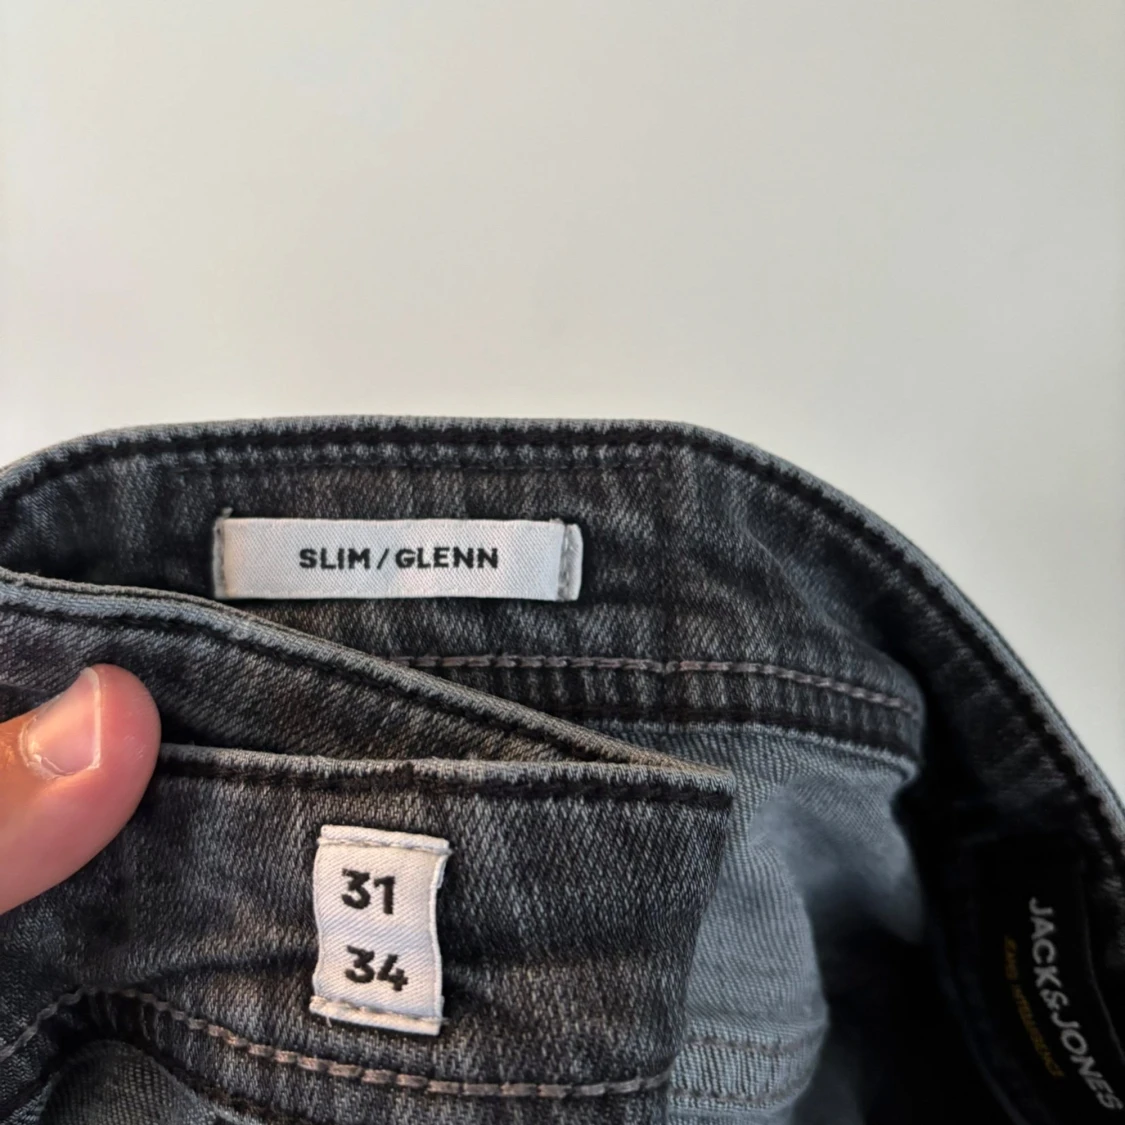 SLIM / GLENN
31
34
JACK & JONES